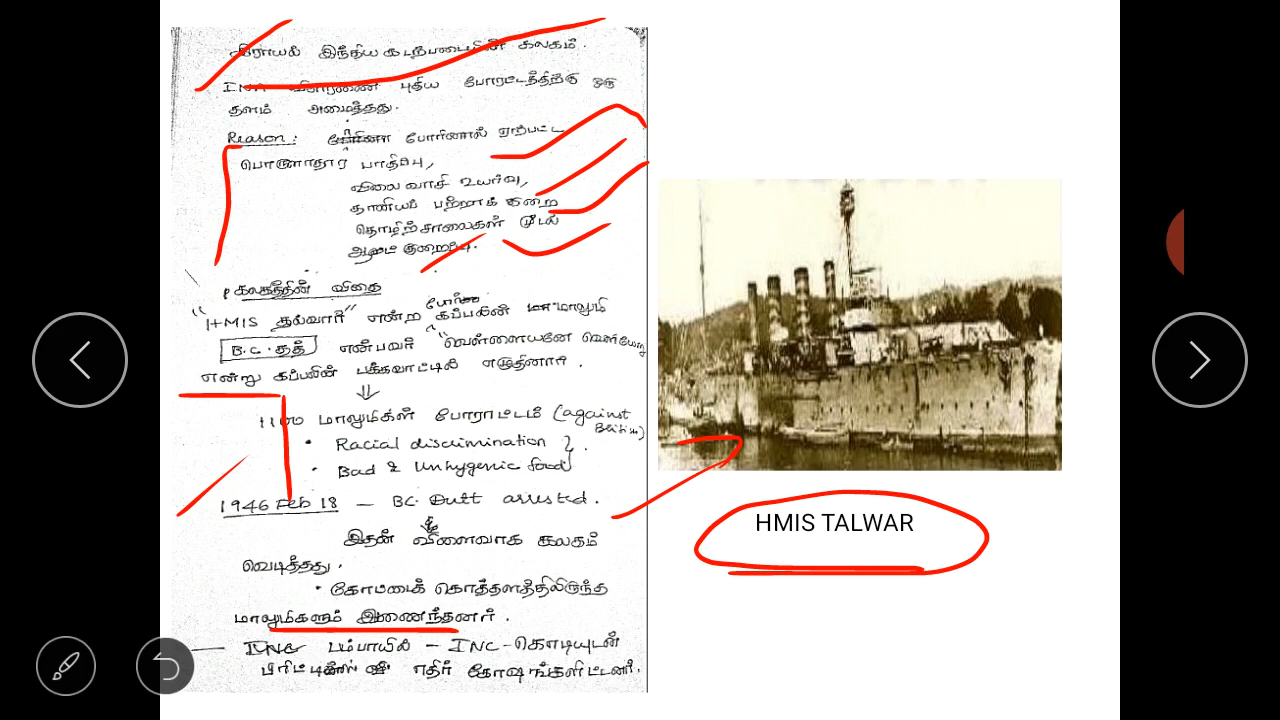 ராயல் இந்திய கடற்படையின் கலகம்.
INA விசாரணை புதிய போராட்டத்திற்கு ஒரு
தளம் அமைத்தது.
Reason: போரினால் ஏற்பட்ட
பொருளாதார பாதிப்பு,
விலை வாசி உயர்வு,
தானியப் பற்றாக் குறை
தொழிற்சாலைகள் மூடல்
கலகத்தின் விதை
"HMIS தல்வார்" என்ற போர்க் கப்பலின் மாலுமி
B.C.தத் என்பவர் "வெள்ளையனே வெளியேறு
என்று கப்பலின் பக்கவாட்டில் எழுதினார்.
1100 மாலுமிகள் போராட்டம் (against
British)
• Racial discrimination
• Bad & Unhygenic food
1946 Feb 18 – BC. Dutt arrested.
இதன் விளைவாக கலகம்
வெடித்தது.
• கோட்டைக் கொத்தளத்திலிருந்த
மாலுமிகளும் இணைந்தனர்.
— பம்பாயில் – INC-கொடியுடன்
எதிர் கோஷங்களிட்டனர்.
HMIS TALWAR